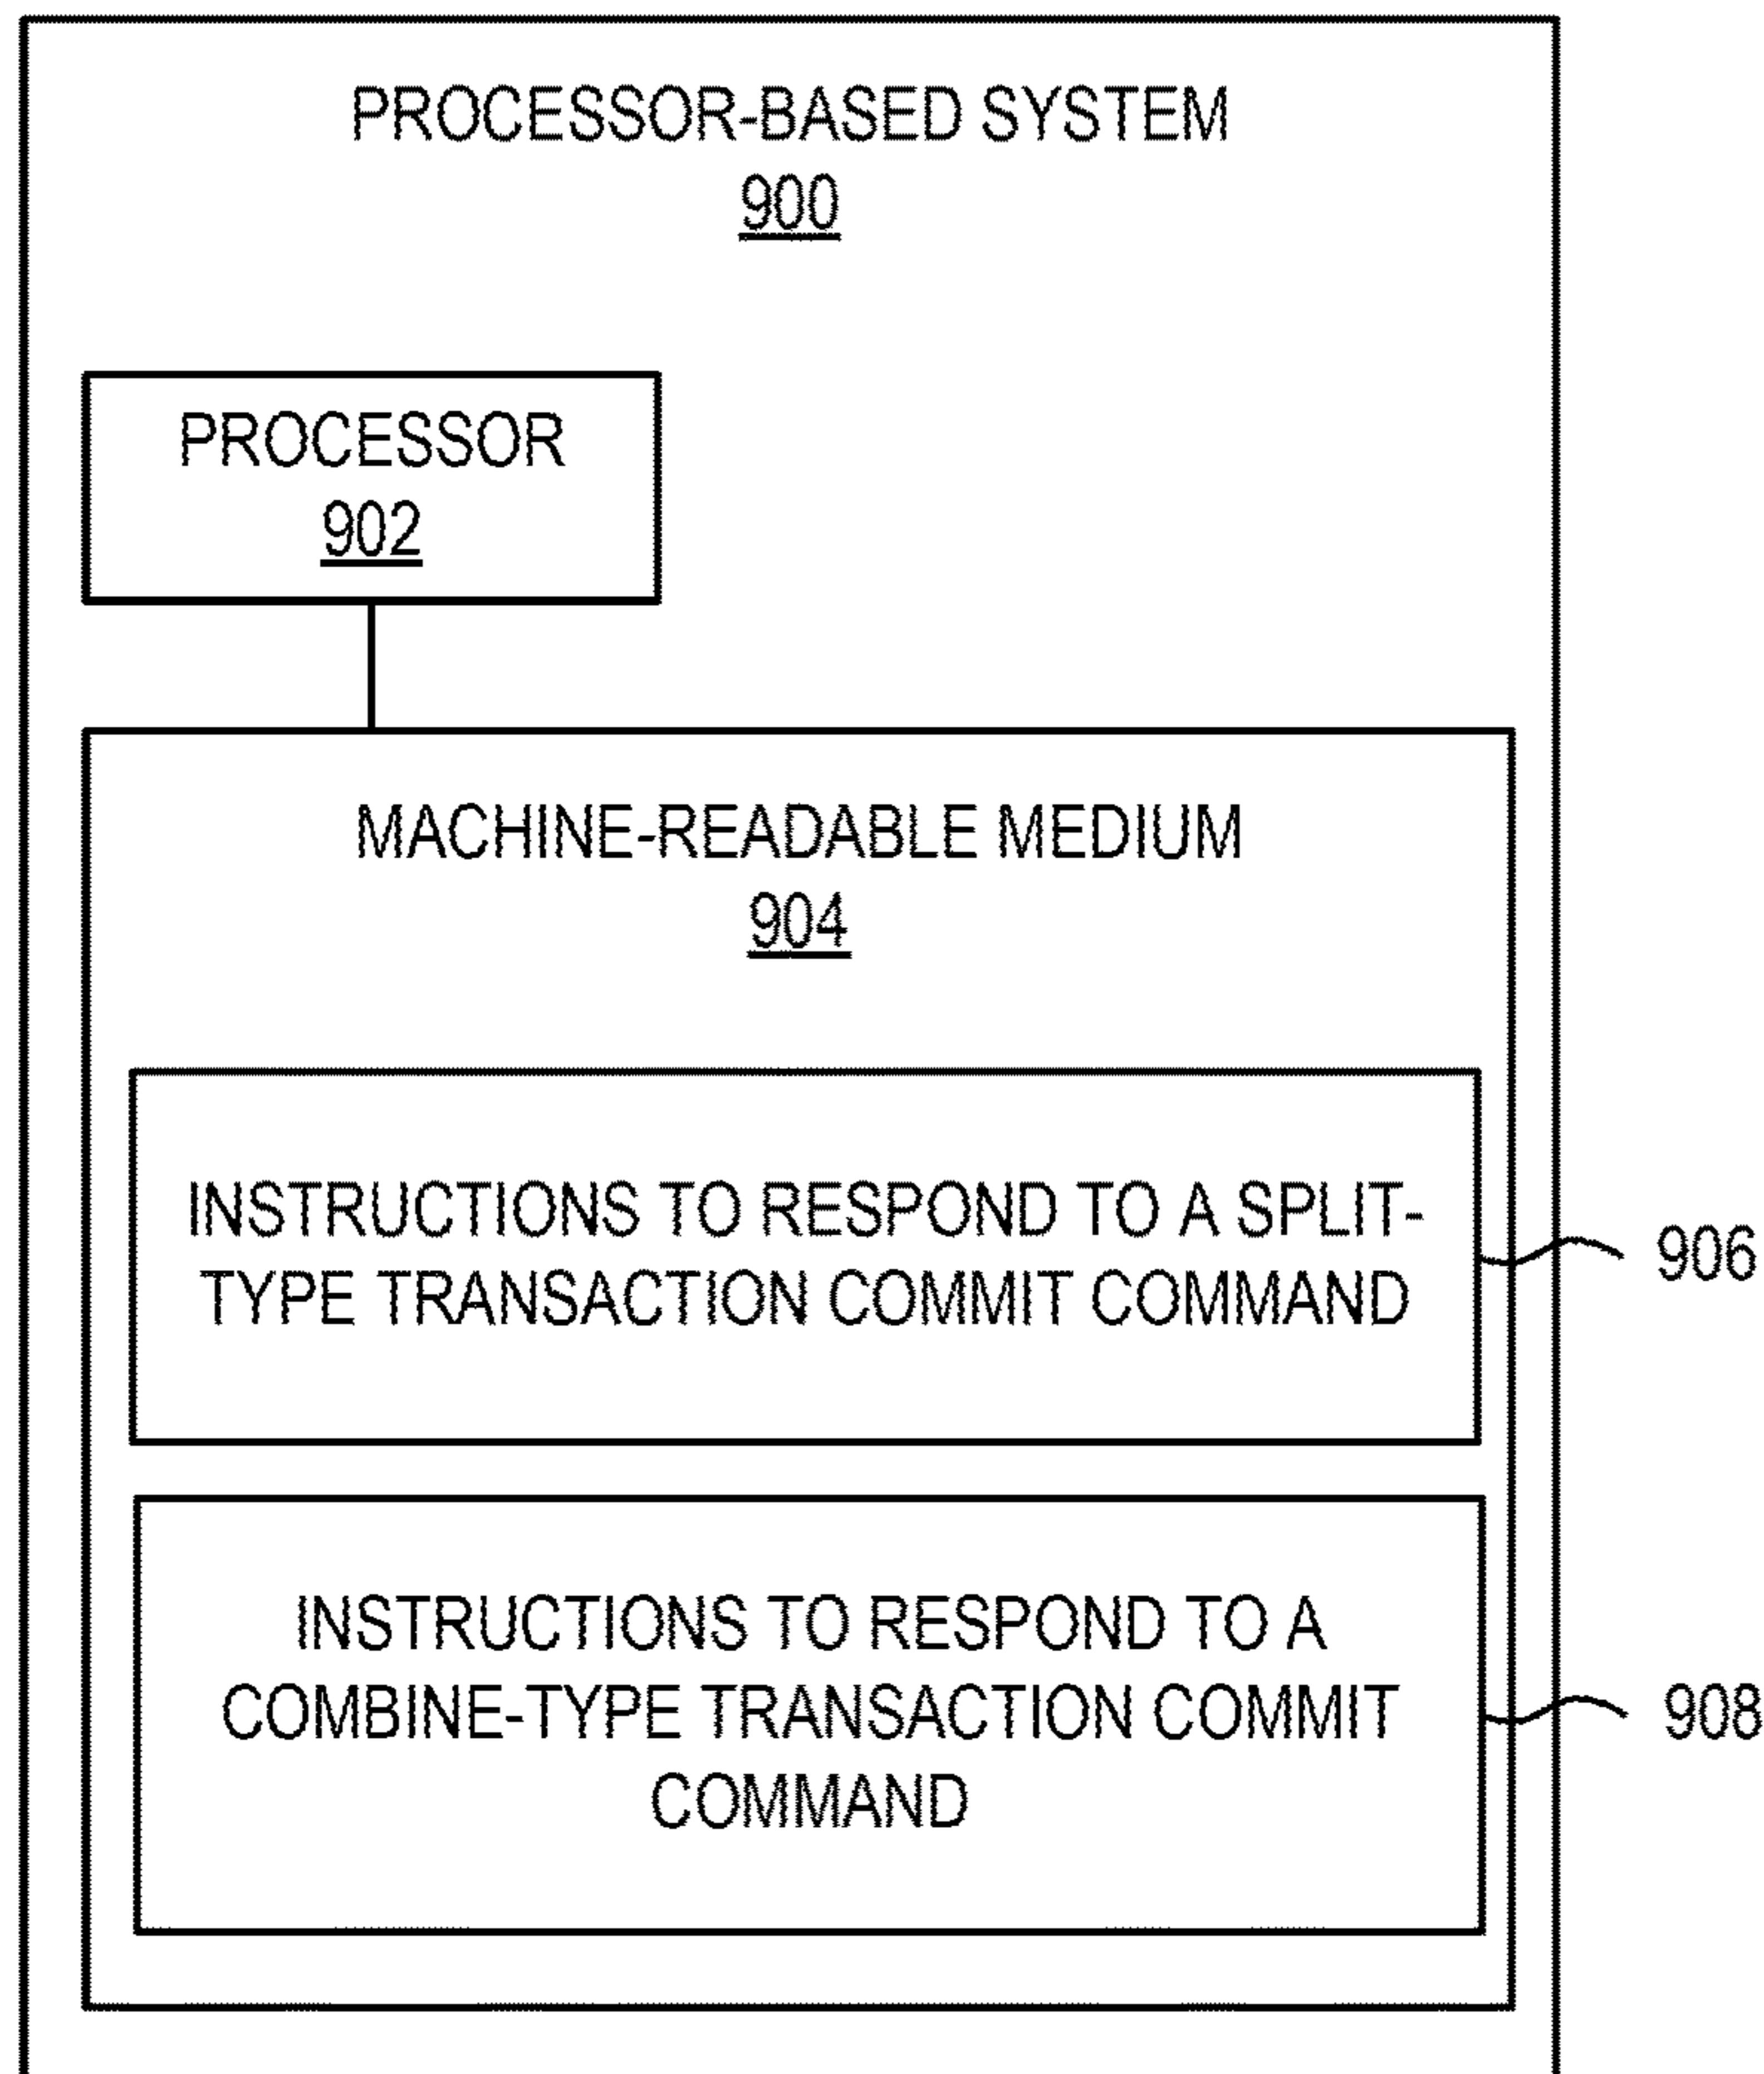 PROCESSOR-BASED SYSTEM
900
PROCESSOR
902
MACHINE-READABLE MEDIUM
904
INSTRUCTIONS TO RESPOND TO A SPLIT-
TYPE TRANSACTION COMMIT COMMAND
906
INSTRUCTIONS TO RESPOND TO A
COMBINE-TYPE TRANSACTION COMMIT
COMMAND
908